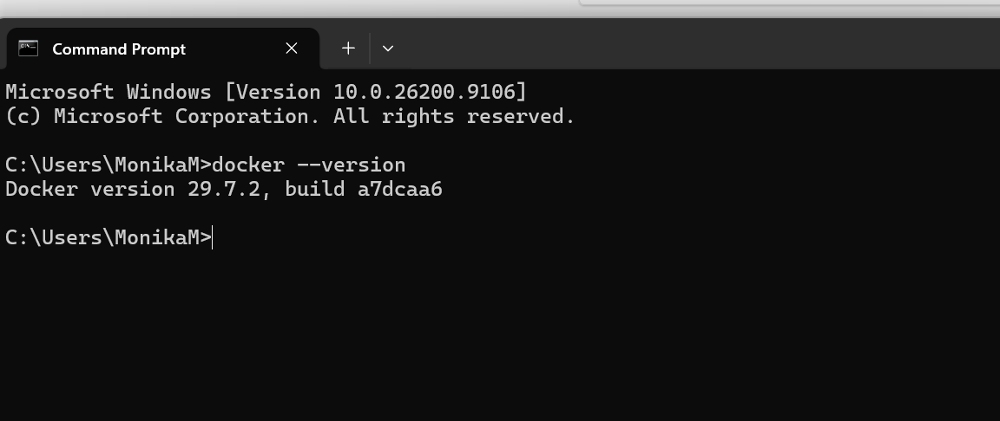 Command Prompt
Microsoft Windows [Version 10.0.26200.9106]
(c) Microsoft Corporation. All rights reserved.
C:\Users\MonikaM>docker --version
Docker version 29.7.2, build a7dcaa6
C:\Users\MonikaM>